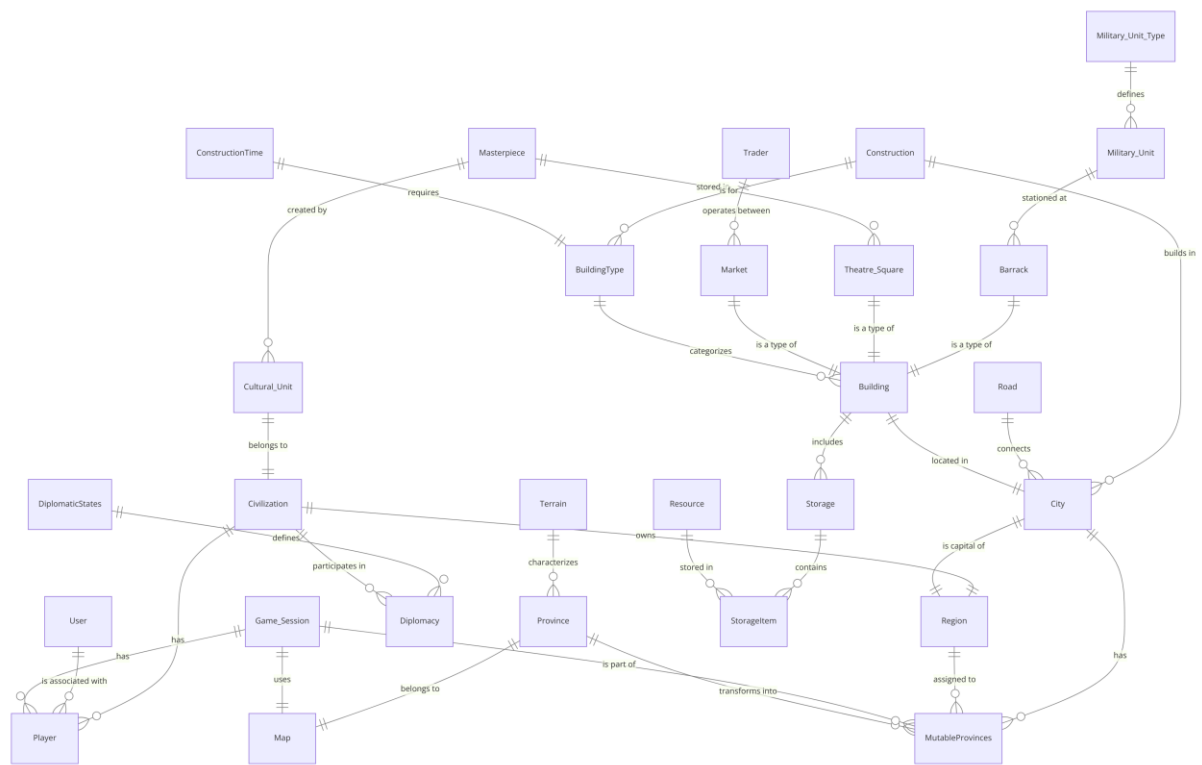 Military_Unit_Type
defines
ConstructionTime
Masterpiece
Trader
Construction
Military_Unit
requires
stored in
is for
stationed at
created by
operates between
builds in
BuildingType
Market
Theatre_Square
Barrack
is a type of
categorizes
is a type of
is a type of
Cultural_Unit
Building
Road
belongs to
includes
located in
connects
DiplomaticStates
Civilization
Terrain
Resource
Storage
City
defines
owns
is capital of
participates in
characterizes
stored in
contains
User
Game_Session
Diplomacy
Province
StorageItem
Region
has
has
is part of
has
is associated with
uses
belongs to
transforms into
assigned to
Player
Map
MutableProvinces